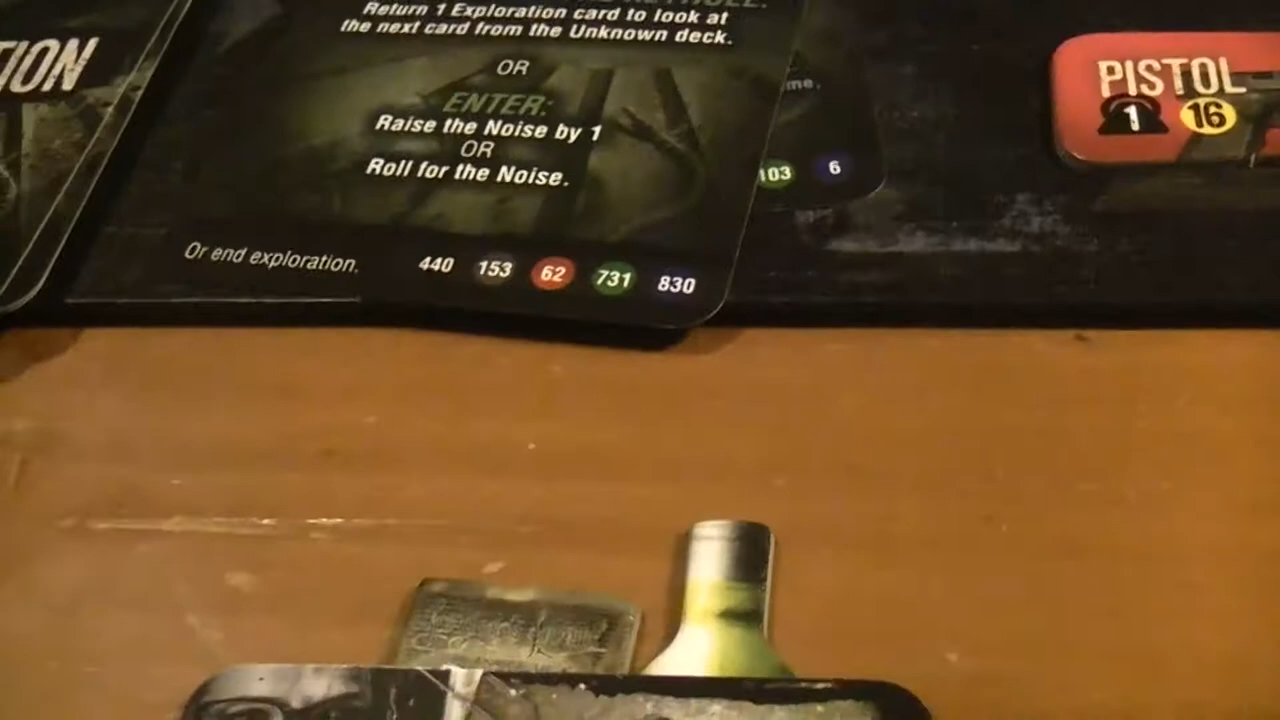 TION
Return 1 Exploration card to look at
the next card from the Unknown deck.
OR
ENTER:
Raise the Noise by 1
OR
Roll for the Noise.
Or end exploration. 440 153 62 731 830
me.
103 6
PISTOL
1 16